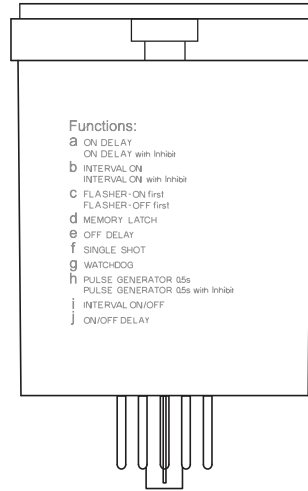 Functions:
a ON DELAY
ON DELAY with Inhibit
b INTERVAL ON
INTERVAL ON with Inhibit
c FLASHER-ON first
FLASHER-OFF first
d MEMORY LATCH
e OFF DELAY
f SINGLE SHOT
g WATCHDOG
h PULSE GENERATOR 0.5s
PULSE GENERATOR 0.5s with Inhibit
i INTERVAL ON/OFF
j ON/OFF DELAY